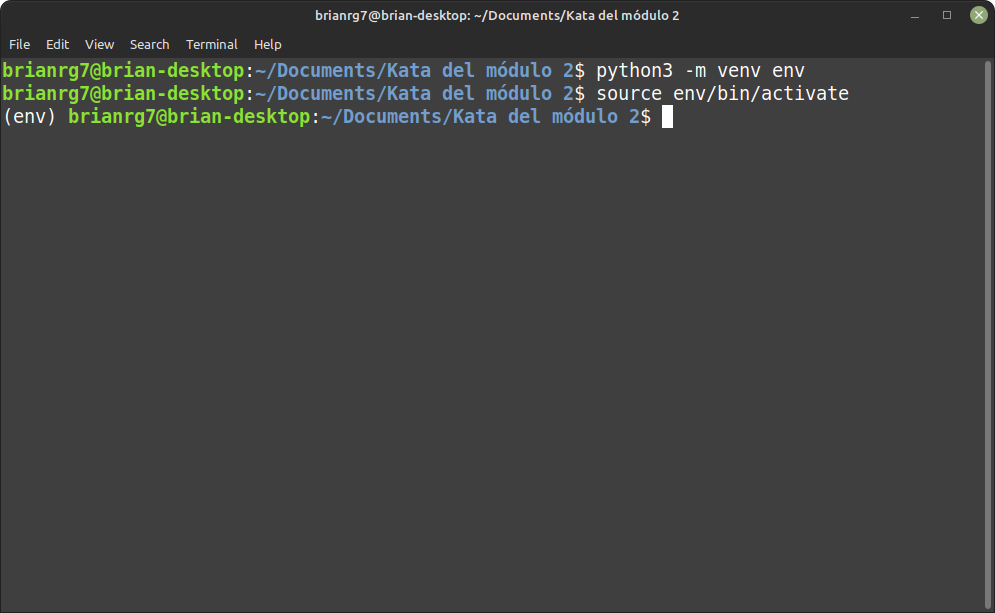 brianrg7@brian-desktop: ~/Documents/Kata del módulo 2
File Edit View Search Terminal Help
brianrg7@brian-desktop:~/Documents/Kata del módulo 2$ python3 -m venv env
brianrg7@brian-desktop:~/Documents/Kata del módulo 2$ source env/bin/activate
(env) brianrg7@brian-desktop:~/Documents/Kata del módulo 2$